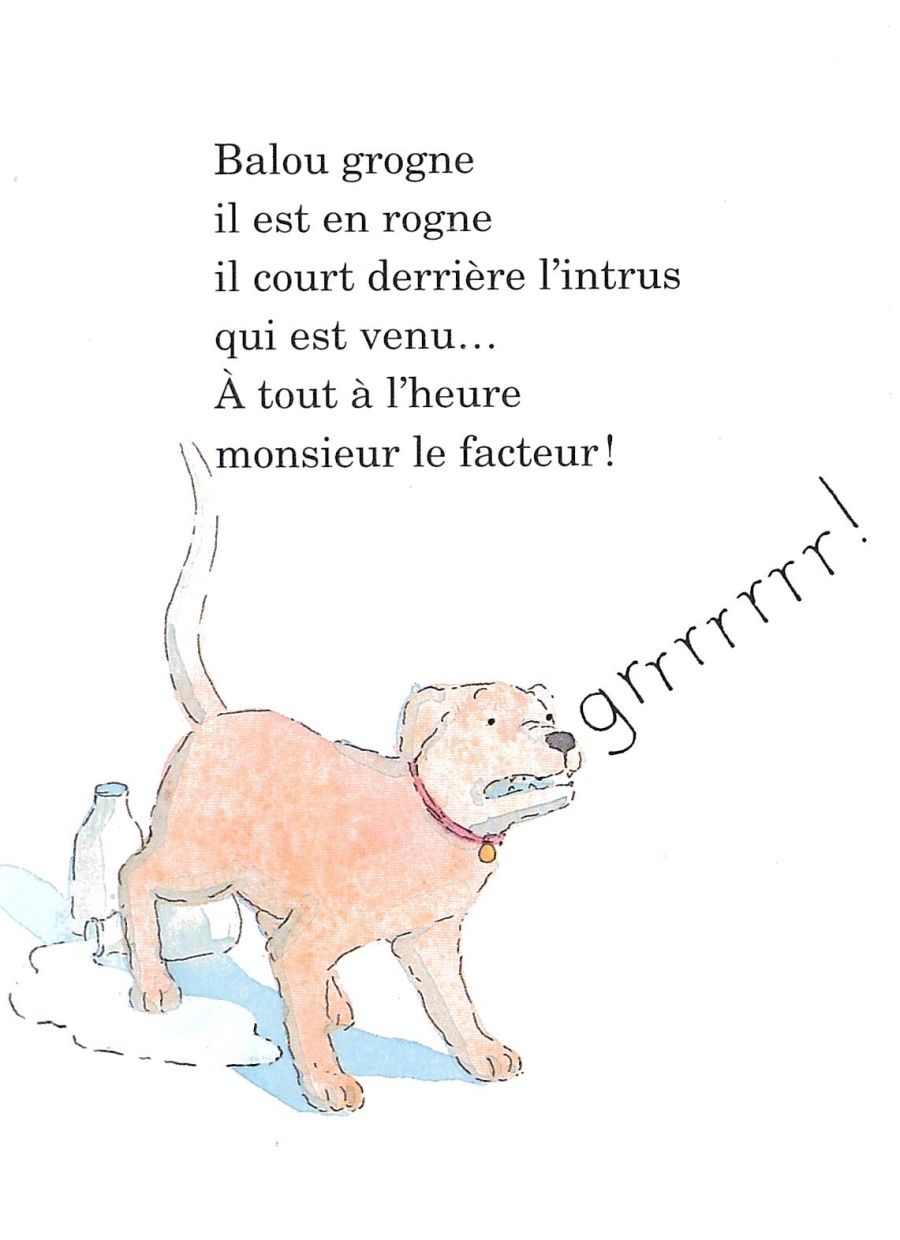 Balou grogne
il est en rogne
il court derrière l’intrus
qui est venu…
À tout à l’heure
monsieur le facteur !
grrrrrrr !